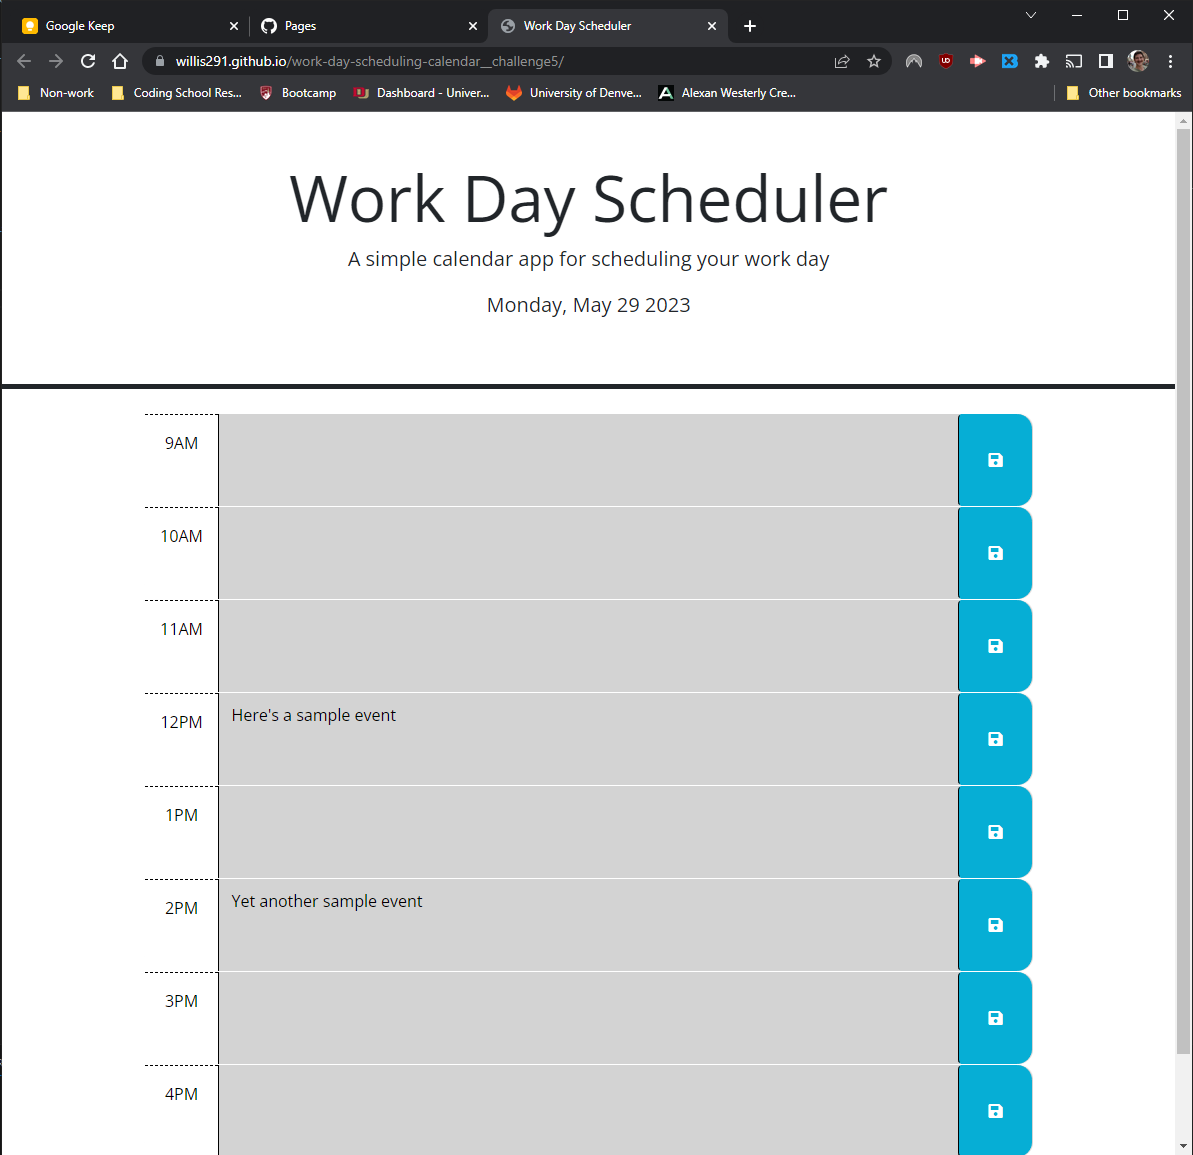 Google Keep
Pages
Work Day Scheduler
willis291.github.io/work-day-scheduling-calendar__challenge5/
Non-work
Coding School Res...
Bootcamp
Dashboard - Univer...
University of Denve...
Alexan Westerly Cre...
Other bookmarks
Work Day Scheduler
A simple calendar app for scheduling your work day
Monday, May 29 2023
9AM
10AM
11AM
12PM Here's a sample event
1PM
2PM Yet another sample event
3PM
4PM